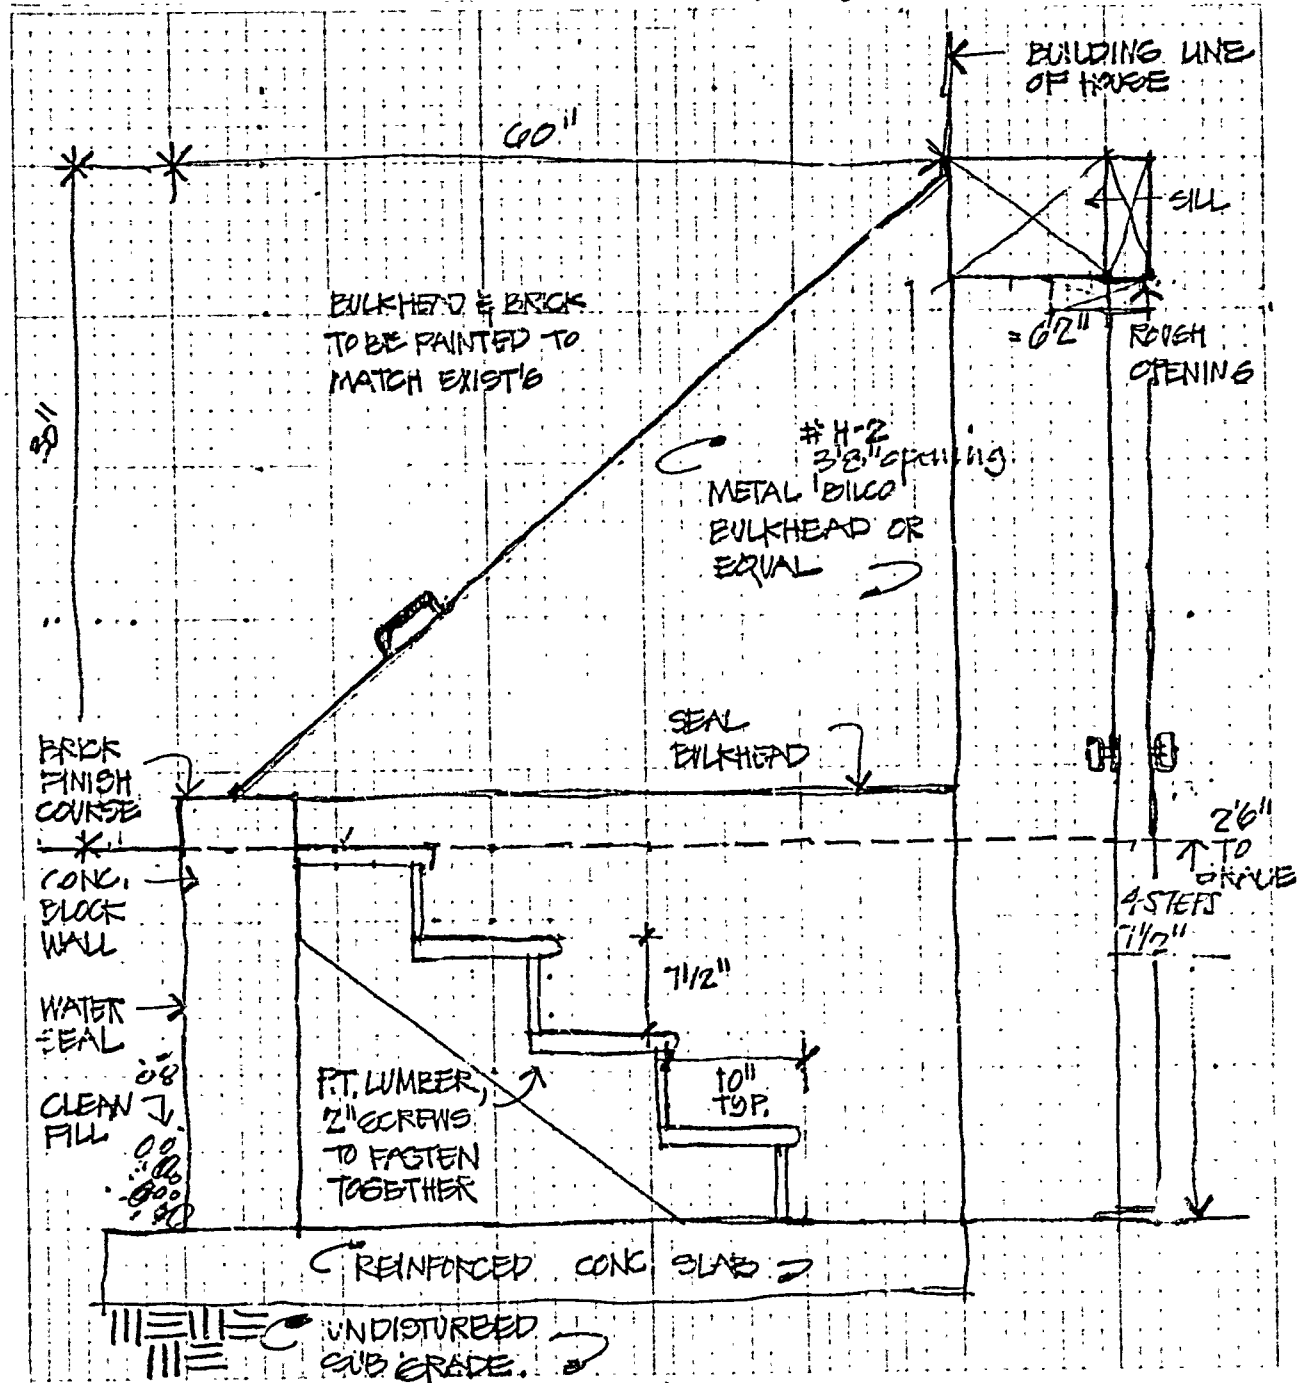 BUILDING LINE
OF HOUSE
60"
SILL
BULKHEAD & BRICK
TO BE PAINTED TO
MATCH EXIST'G
= 6'2"
ROUGH
OPENING
30"
# H-2
3'8" opening
METAL 'BILCO'
BULKHEAD OR
EQUAL
SEAL
BULKHEAD
BRICK
FINISH
COURSE
2'6"
TO
GRADE
CONC.
BLOCK
WALL
4-STEPS
7 1/2"
7 1/2"
WATER
SEAL
10"
TYP.
P.T. LUMBER,
2" SCREWS
TO FASTEN
TOGETHER
CLEAN
FILL
REINFORCED CONC SLAB
UNDISTURBED
SUB GRADE.